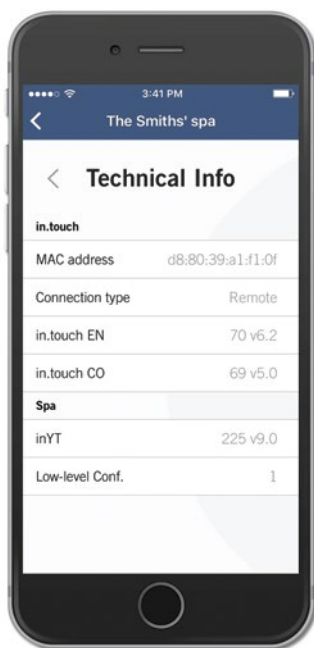 3:41 PM
The Smiths' spa
Technical Info
in.touch
MAC address d8:80:39:a1:f1:0f
Connection type Remote
in.touch EN 70 v6.2
in.touch CO 69 v5.0
Spa
inYT 225 v9.0
Low-level Conf. 1